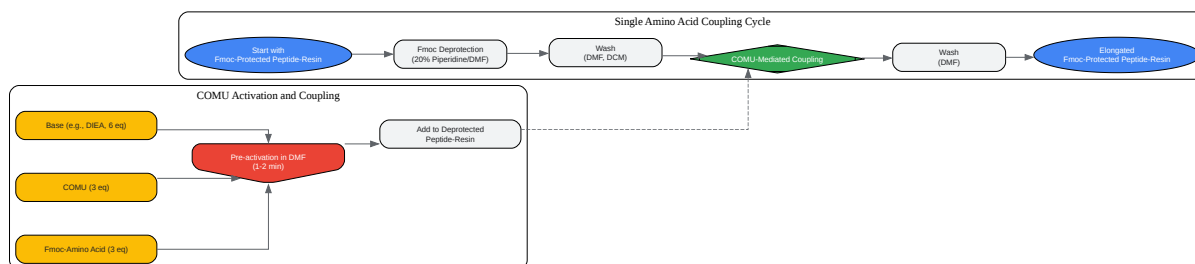 Single Amino Acid Coupling Cycle
Start with
Fmoc-Protected Peptide-Resin
Fmoc Deprotection
(20% Piperidine/DMF)
Wash
(DMF, DCM)
COMU-Mediated Coupling
Wash
(DMF)
Elongated
Fmoc-Protected Peptide-Resin
COMU Activation and Coupling
Base (e.g., DIEA, 6 eq)
COMU (3 eq)
Fmoc-Amino Acid (3 eq)
Pre-activation in DMF
(1-2 min)
Add to Deprotected
Peptide-Resin